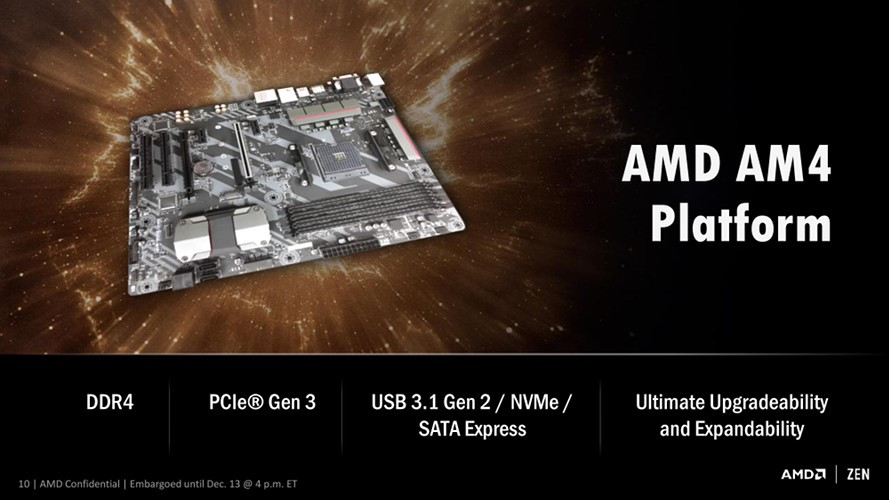 AMD AM4
Platform
DDR4
PCIe® Gen 3
USB 3.1 Gen 2 / NVMe /
SATA Express
Ultimate Upgradeability
and Expandability
10 | AMD Confidential | Embargoed until Dec. 13 @ 4 p.m. ET
AMD | ZEN